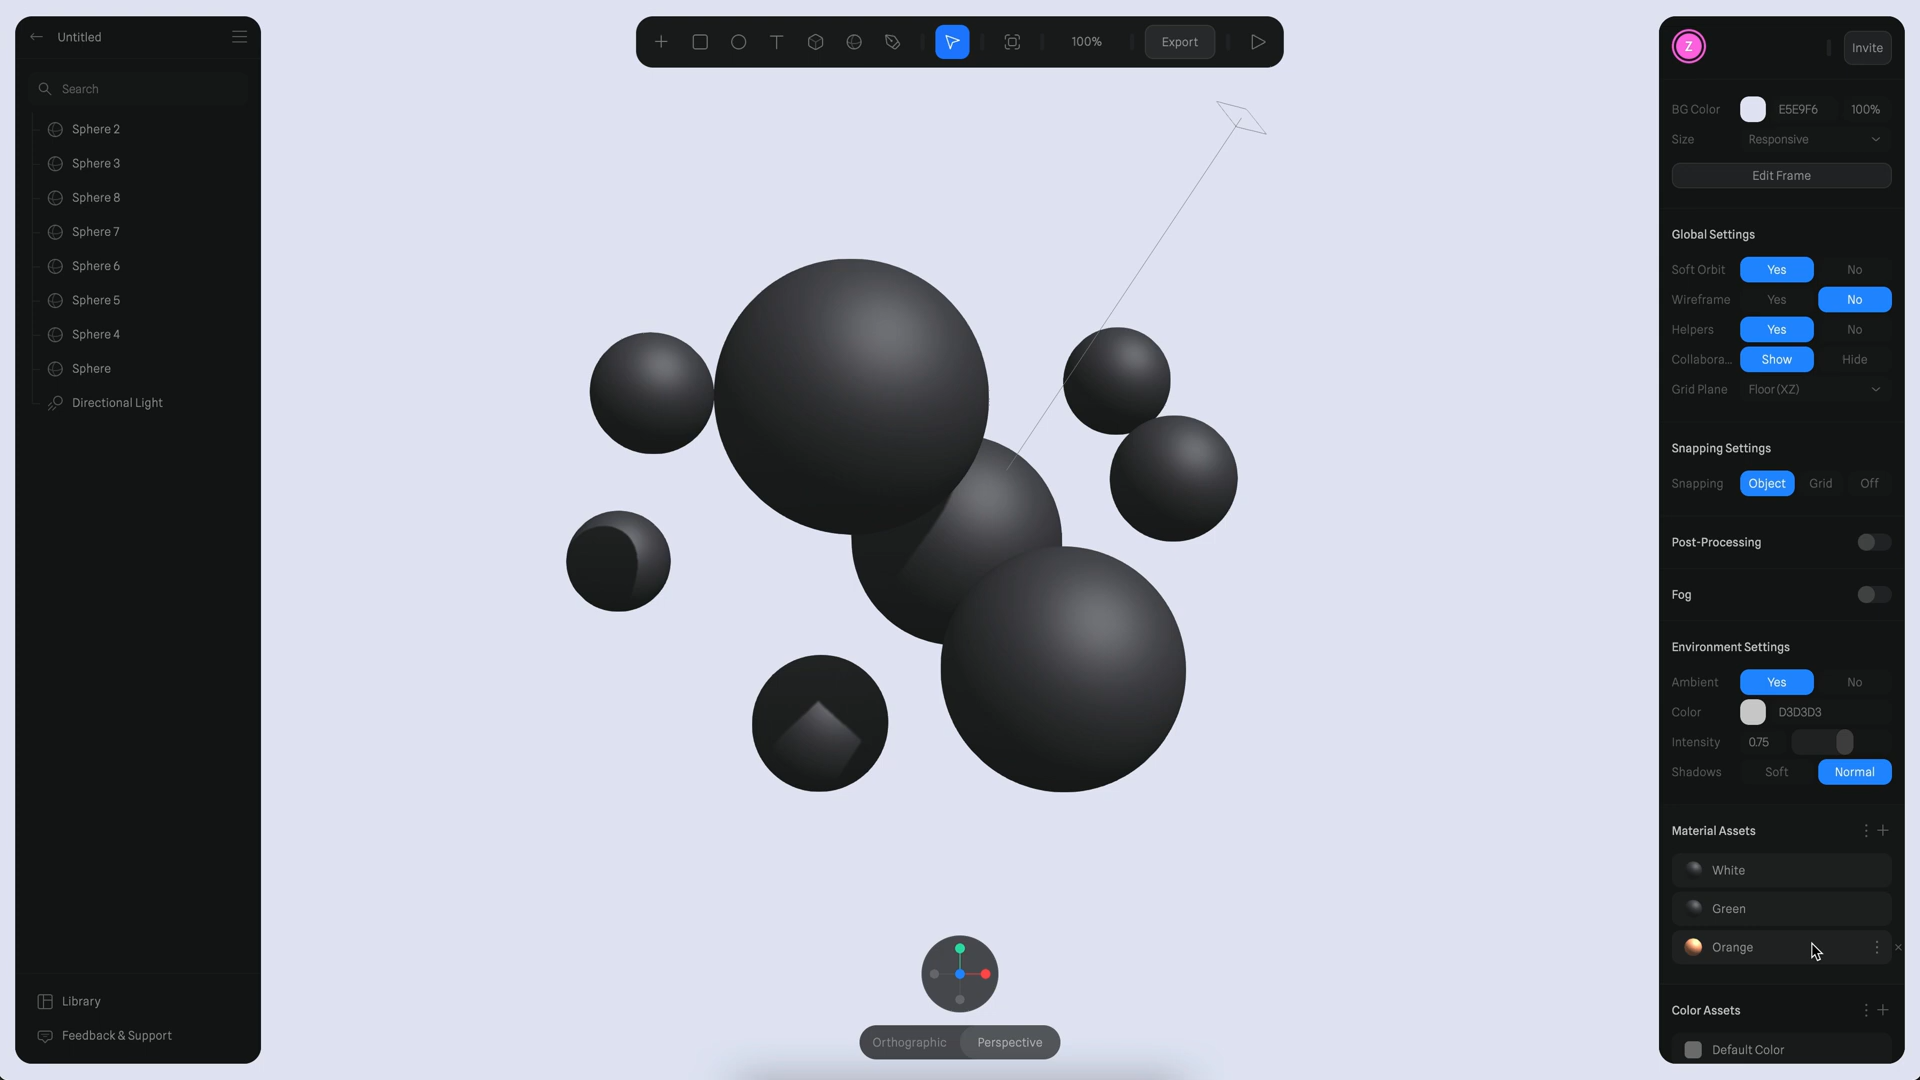 Untitled
Search
Sphere 2
Sphere 3
Sphere 8
Sphere 7
Sphere 6
Sphere 5
Sphere 4
Sphere
Directional Light
Library
Feedback & Support
T 100% Export
Orthographic Perspective
Z Invite
BG Color E5E9F6 100%
Size Responsive
Edit Frame
Global Settings
Soft Orbit Yes No
Wireframe Yes No
Helpers Yes No
Collabora... Show Hide
Grid Plane Floor (XZ)
Snapping Settings
Snapping Object Grid Off
Post-Processing
Fog
Environment Settings
Ambient Yes No
Color D3D3D3
Intensity 0.75
Shadows Soft Normal
Material Assets
White
Green
Orange
Color Assets
Default Color